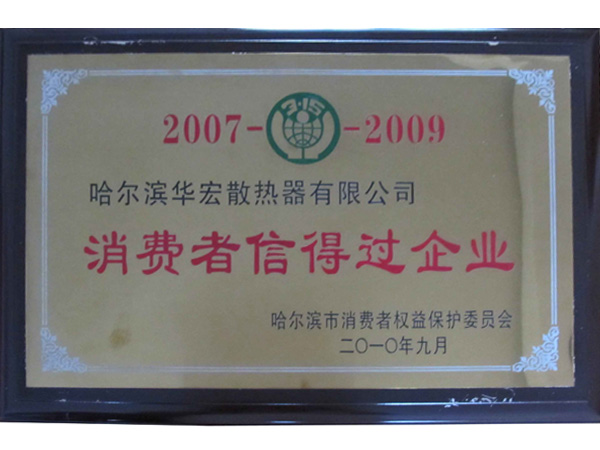 2007-3·15-2009
哈尔滨华宏散热器有限公司
消费者信得过企业
哈尔滨市消费者权益保护委员会
二〇一〇年九月